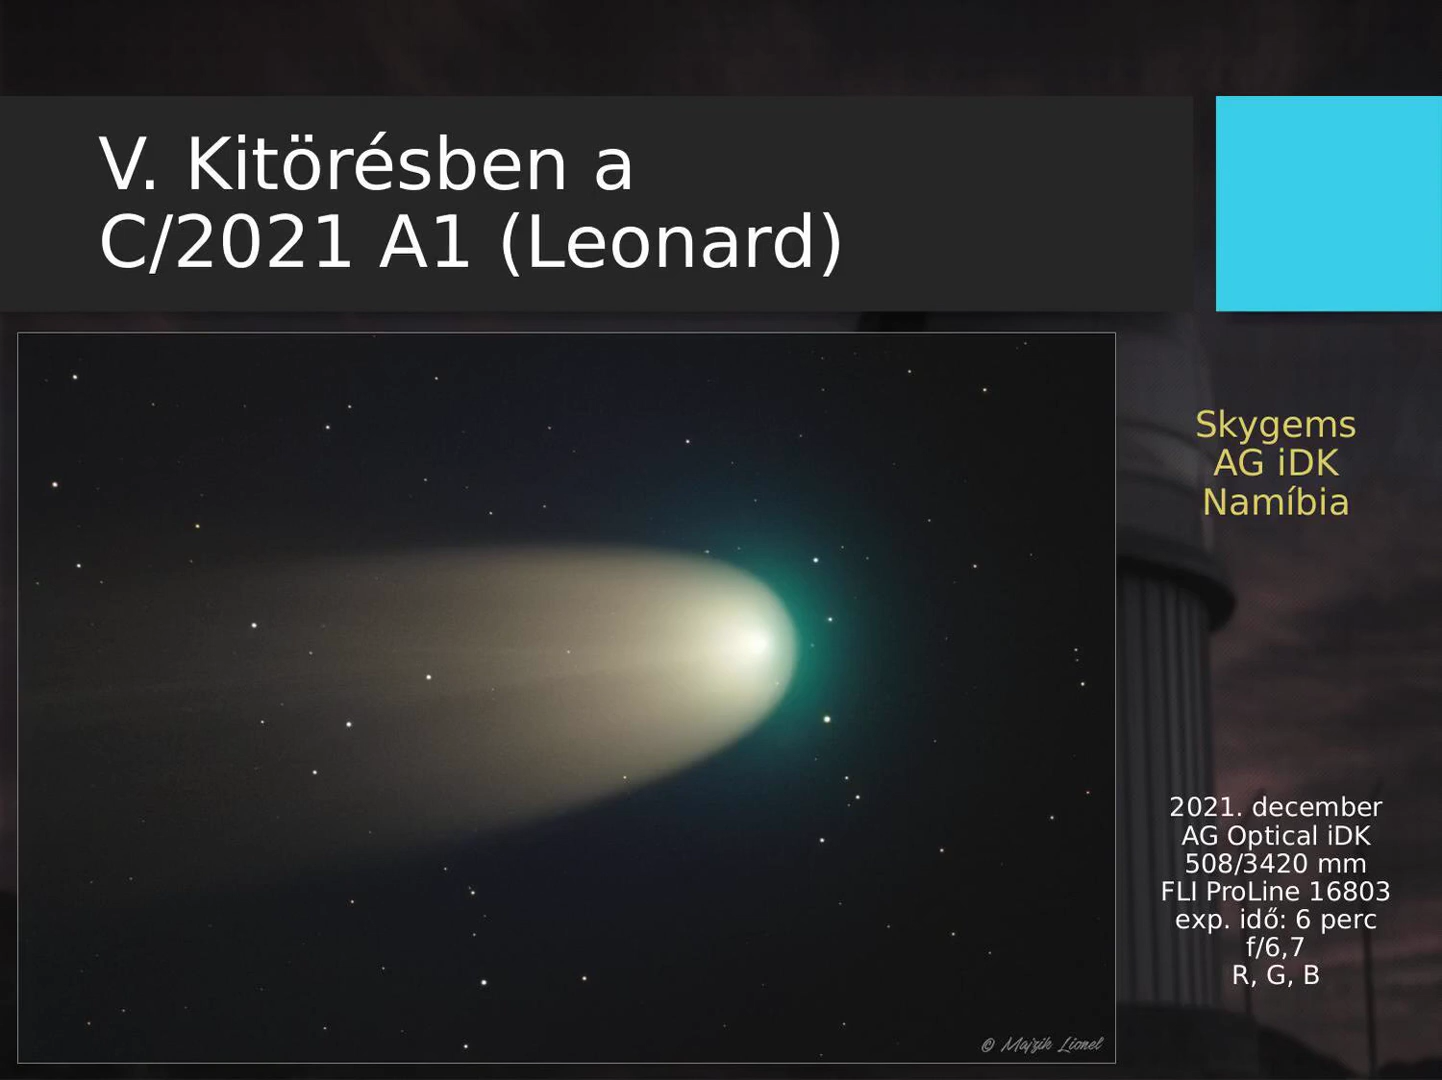 V. Kitörésben a
C/2021 A1 (Leonard)
Skygems
AG iDK
Namíbia
2021. december
AG Optical iDK
508/3420 mm
FLI ProLine 16803
exp. idő: 6 perc
f/6,7
R, G, B
© Majzik Lionel